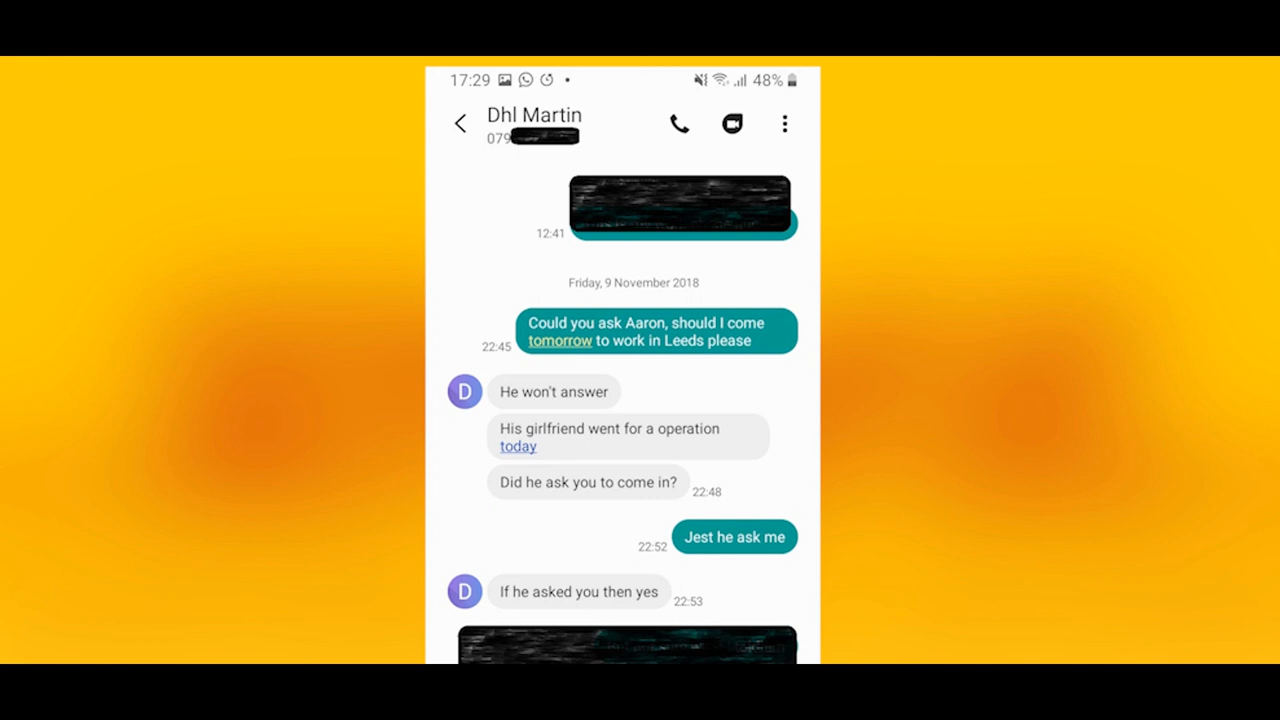 17:29
48%
Dhl Martin
079
12:41
Friday, 9 November 2018
Could you ask Aaron, should I come
tomorrow to work in Leeds please
22:45
D
He won't answer
His girlfriend went for a operation
today
Did he ask you to come in?
22:48
Jest he ask me
22:52
D
If he asked you then yes
22:53